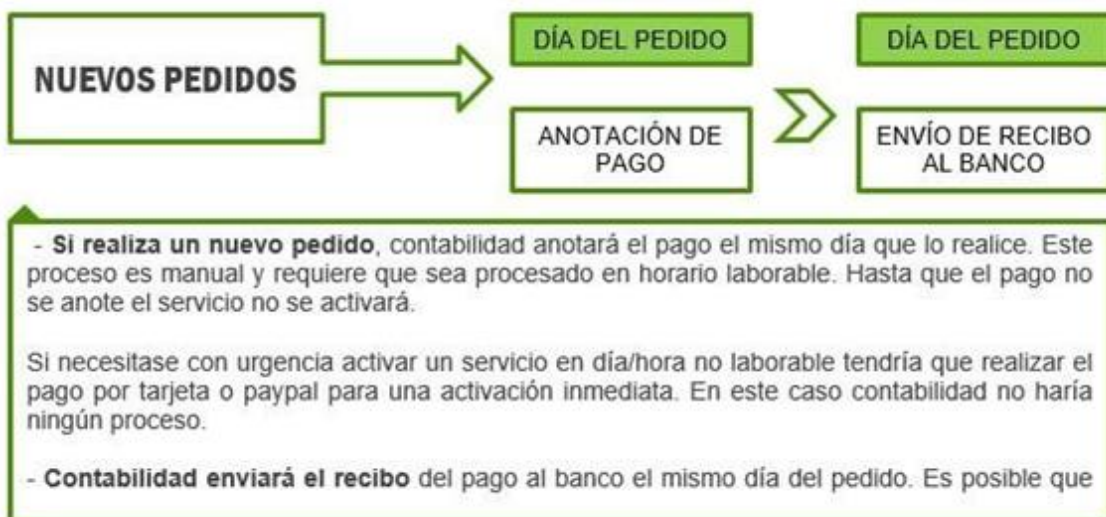 NUEVOS PEDIDOS
DÍA DEL PEDIDO
ANOTACIÓN DE
PAGO
DÍA DEL PEDIDO
ENVÍO DE RECIBO
AL BANCO
- Si realiza un nuevo pedido, contabilidad anotará el pago el mismo día que lo realice. Este
proceso es manual y requiere que sea procesado en horario laborable. Hasta que el pago no
se anote el servicio no se activará.
Si necesitase con urgencia activar un servicio en día/hora no laborable tendría que realizar el
pago por tarjeta o paypal para una activación inmediata. En este caso contabilidad no haría
ningún proceso.
- Contabilidad enviará el recibo del pago al banco el mismo día del pedido. Es posible que